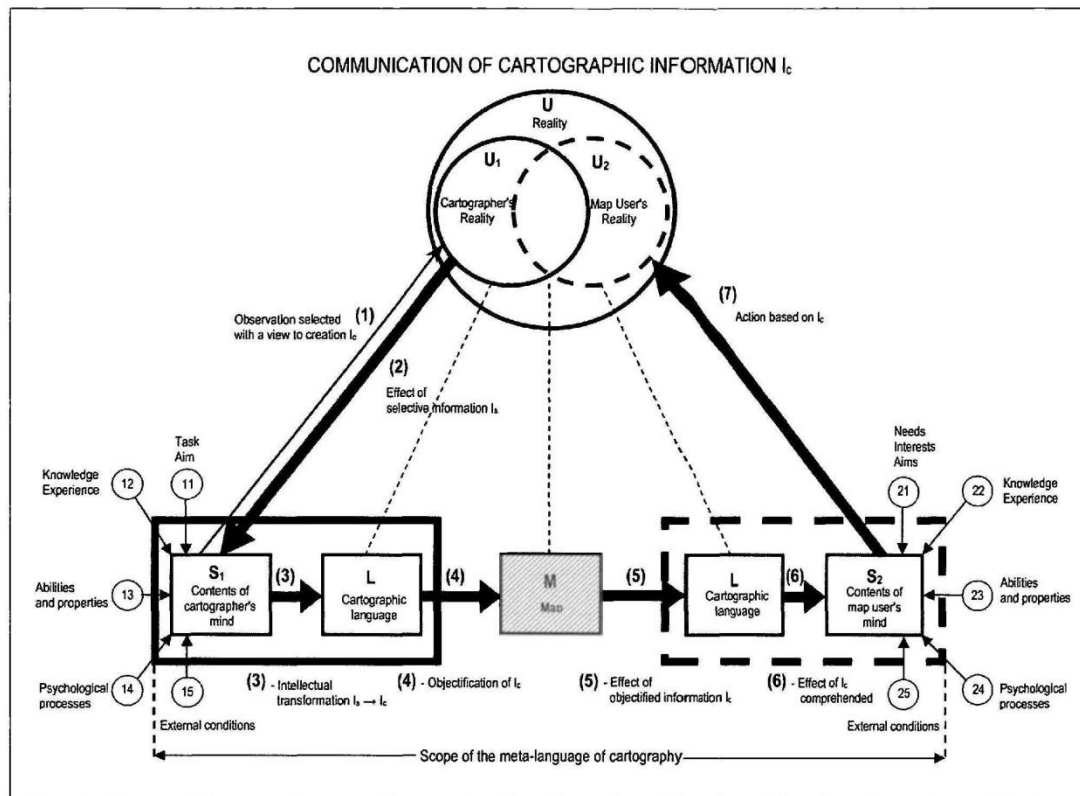 COMMUNICATION OF CARTOGRAPHIC INFORMATION Ic
U
Reality
U1
U2
Cartographer's
Reality
Map User's
Reality
(1)
Observation selected
with a view to creation Ic
(2)
Effect of
selective information Is
(7)
Action based on Ic
Task
Aim
Knowledge
Experience
12
11
Needs
Interests
Aims
21
22
Knowledge
Experience
Abilities
and properties
13
S1
Contents of
cartographer's
mind
(3)
L
Cartographic
language
(4)
M
Map
(5)
L
Cartographic
language
(6)
S2
Contents of
map user's
mind
23
Abilities
and properties
Psychological
processes
14
15
External conditions
(3) - Intellectual
transformation Is → Ic
(4) - Objectification of Ic
(5) - Effect of
objectified information Ic
(6) - Effect of Ic
comprehended
25
External conditions
24
Psychological
processes
Scope of the meta-language of cartography